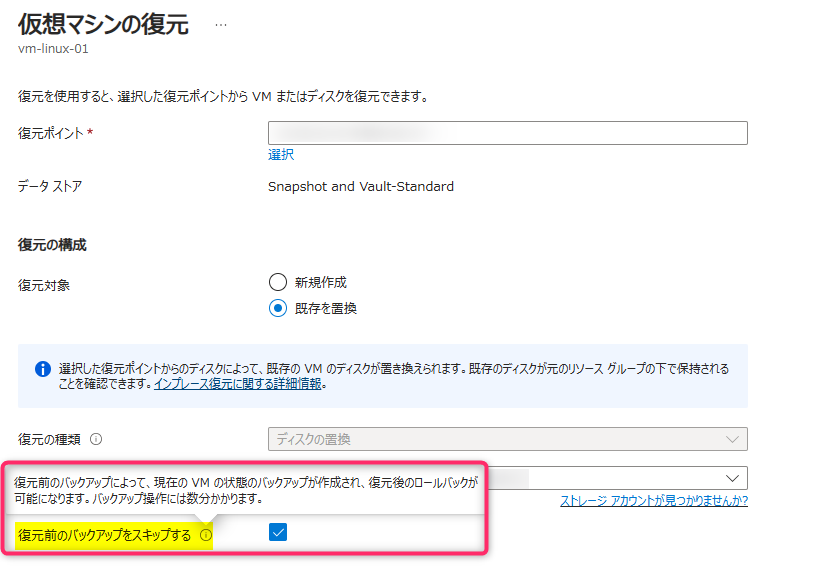 仮想マシンの復元 …
vm-linux-01
復元を使用すると、選択した復元ポイントから VM またはディスクを復元できます。
復元ポイント *
選択
データ ストア Snapshot and Vault-Standard
復元の構成
復元対象 新規作成
既存を置換
選択した復元ポイントからのディスクによって、既存の VM のディスクが置き換えられます。既存のディスクが元のリソース グループの下で保持される
ことを確認できます。インプレース復元に関する詳細情報。
復元の種類 ディスクの置換
復元前のバックアップによって、現在の VM の状態のバックアップが作成され、復元後のロールバックが
可能になります。バックアップ操作には数分かかります。
ストレージ アカウントが見つかりませんか?
復元前のバックアップをスキップする